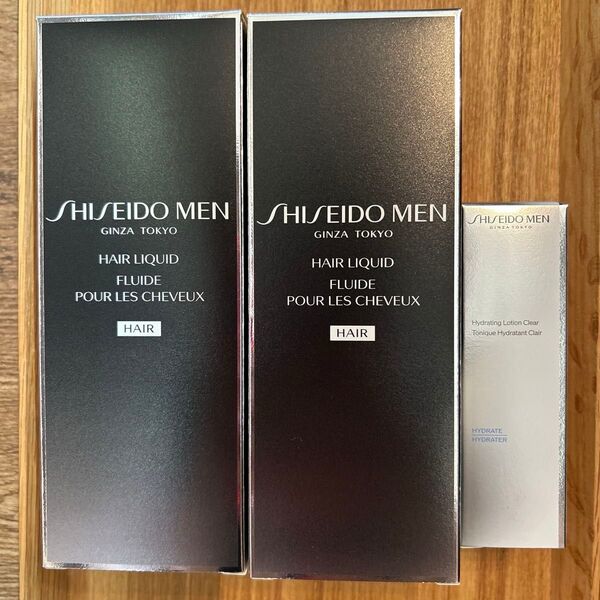 SHISEIDO MEN
GINZA TOKYO
HAIR LIQUID
FLUIDE
POUR LES CHEVEUX
HAIR
SHISEIDO MEN
GINZA TOKYO
HAIR LIQUID
FLUIDE
POUR LES CHEVEUX
HAIR
SHISEIDO MEN
GINZA TOKYO
Hydrating Lotion Clear
Tonique Hydratant Clair
HYDRATE
HYDRATER